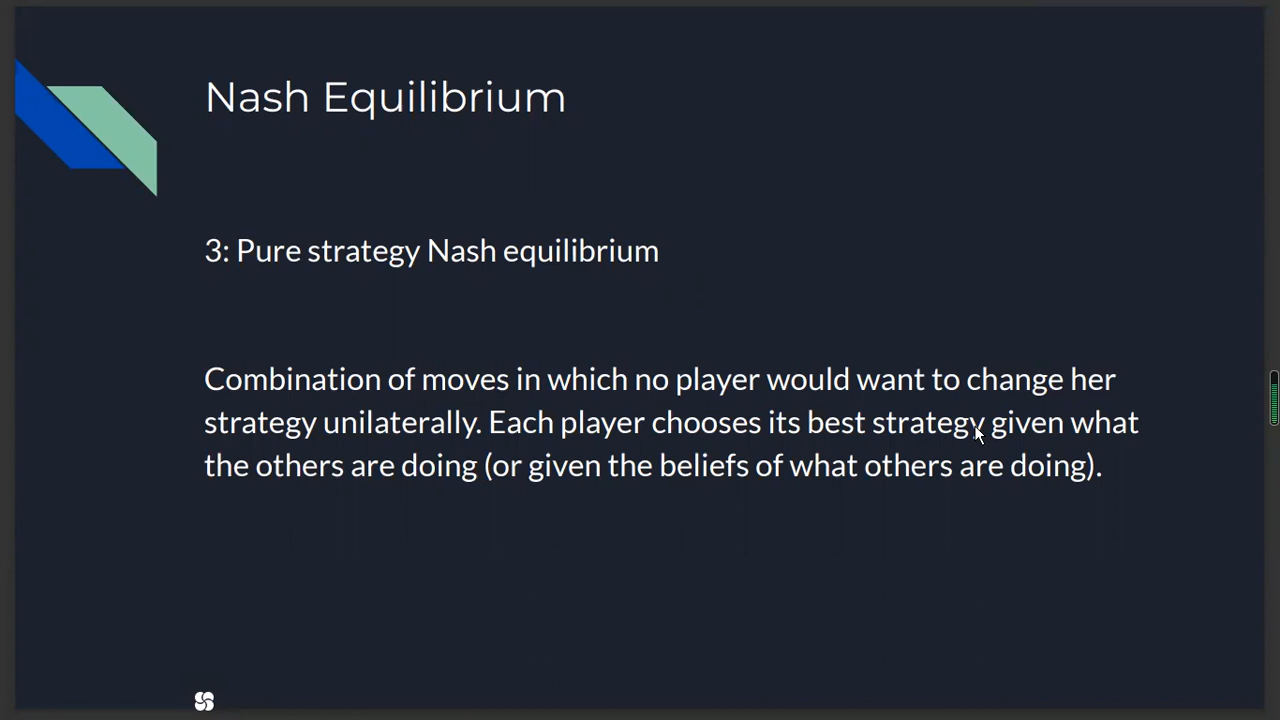 Nash Equilibrium
3: Pure strategy Nash equilibrium
Combination of moves in which no player would want to change her
strategy unilaterally. Each player chooses its best strategy given what
the others are doing (or given the beliefs of what others are doing).